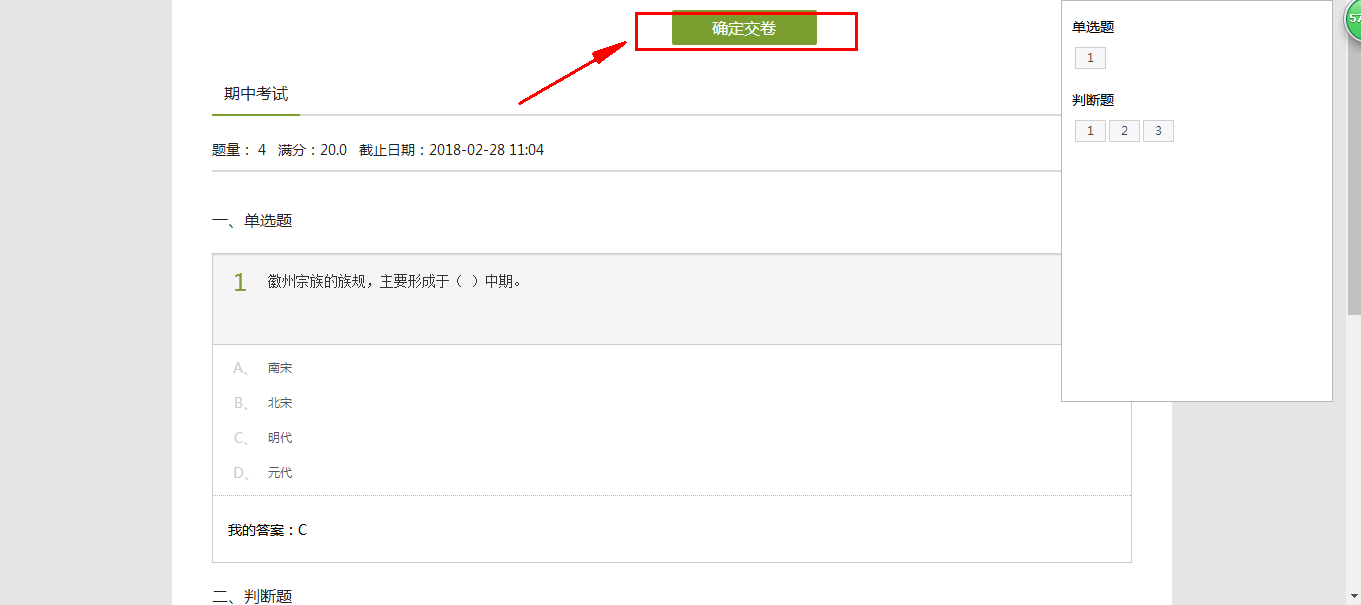 确定交卷
期中考试
题量： 4 满分：20.0 截止日期：2018-02-28 11:04
一、单选题
1 徽州宗族的族规，主要形成于（ ）中期。
A、 南宋
B、 北宋
C、 明代
D、 元代
我的答案：C
二、判断题
单选题
1
判断题
1 2 3